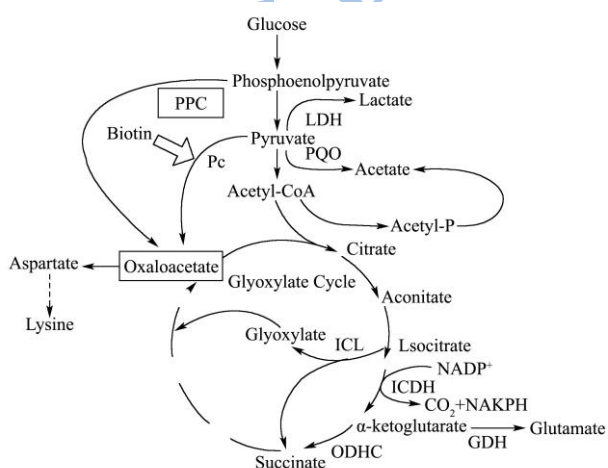 Glucose
Phosphoenolpyruvate
PPC
Lactate
LDH
Biotin
Pyruvate
Pc
PQO
Acetate
Acetyl-CoA
Acetyl-P
Citrate
Aspartate
Oxaloacetate
Glyoxylate Cycle
Aconitate
Lysine
Glyoxylate
ICL
Lsocitrate
NADP⁺
ICDH
CO₂+NAKPH
α-ketoglutarate
Glutamate
GDH
ODHC
Succinate